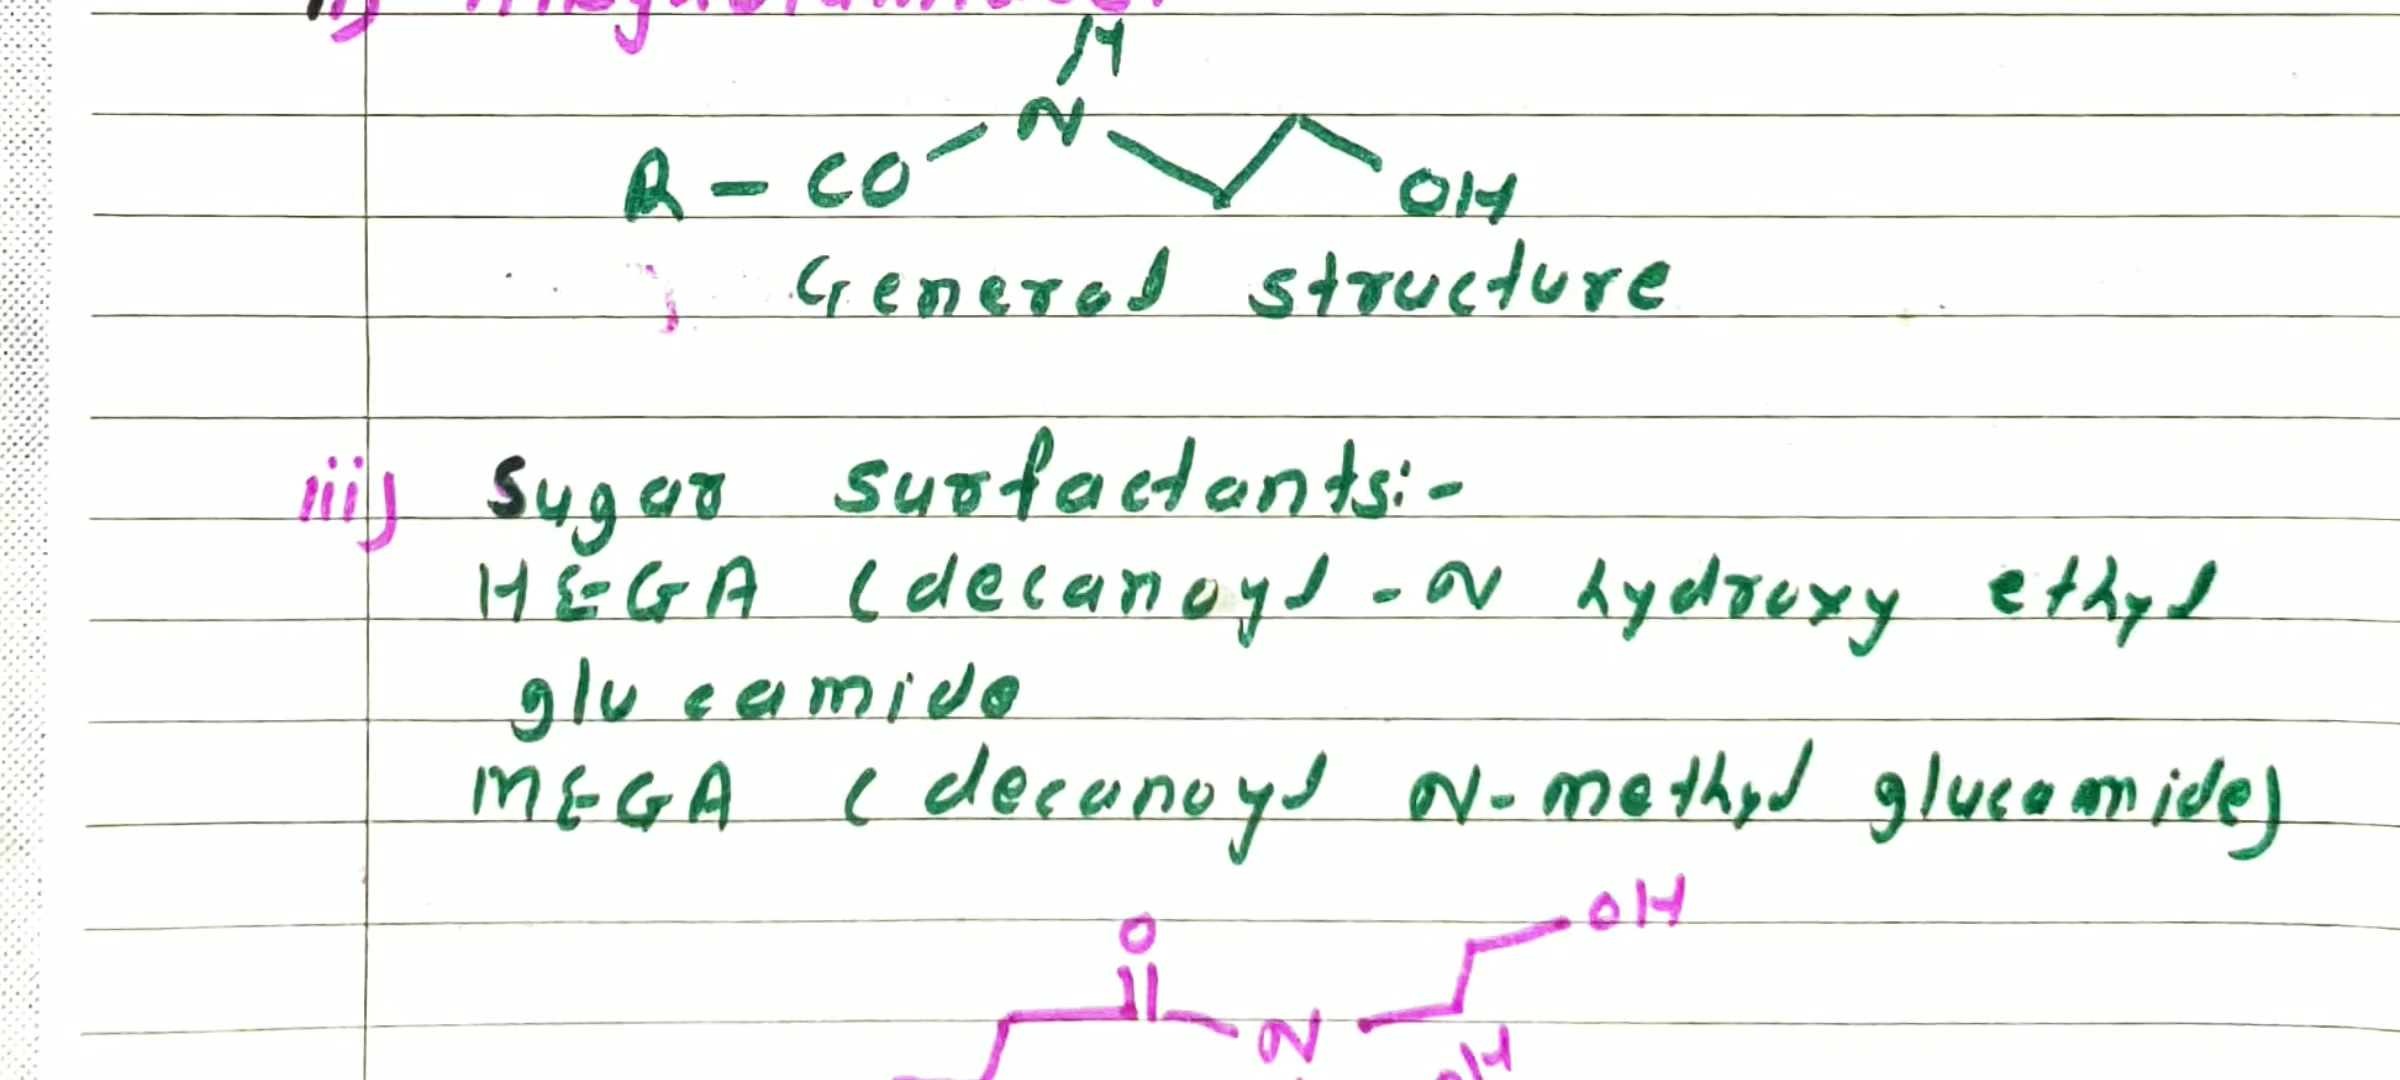 H
R - CO - N OH
General structure
iii) Sugar surfactants:-
HEGA (decanoyl - N hydroxy ethyl
glucamide
MEGA (decanoyl N-methyl glucamide)
OH
O
N
OH